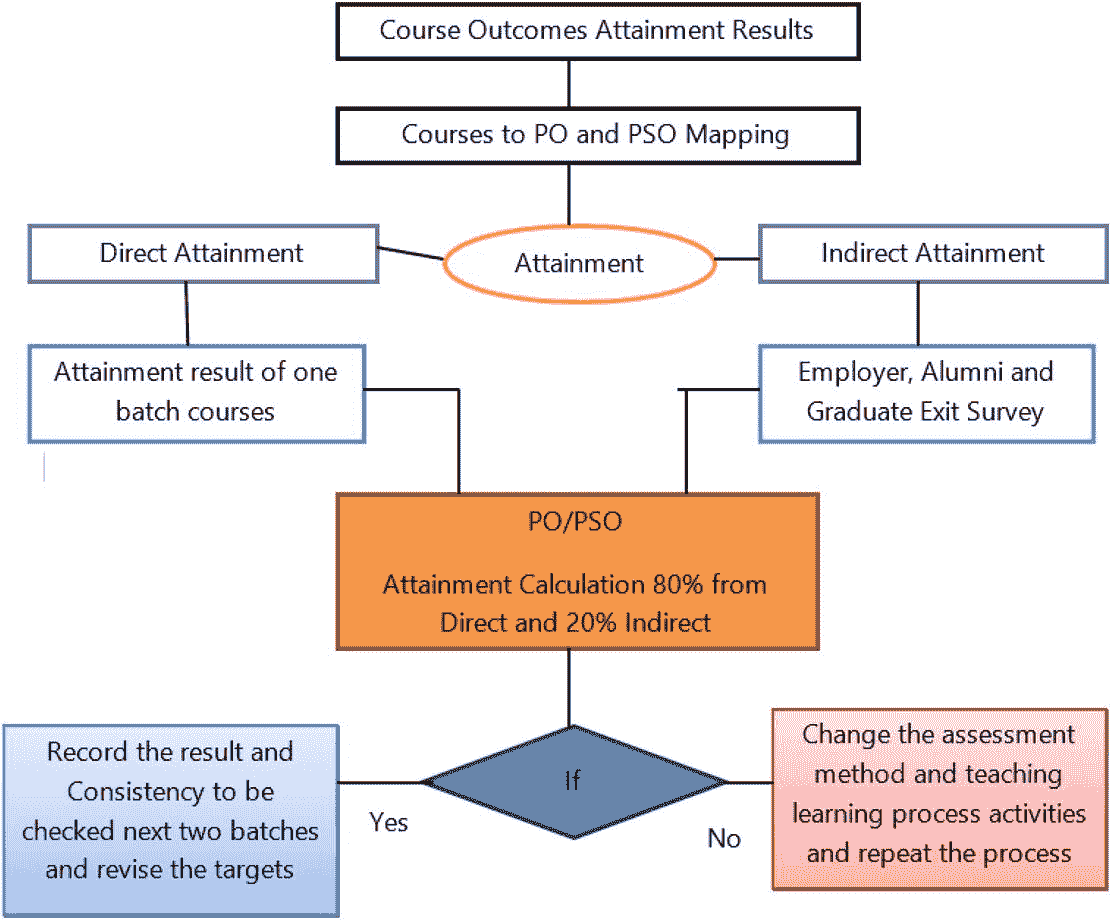 Course Outcomes Attainment Results
Courses to PO and PSO Mapping
Direct Attainment
Attainment
Indirect Attainment
Attainment result of one
batch courses
Employer, Alumni and
Graduate Exit Survey
PO/PSO
Attainment Calculation 80% from
Direct and 20% Indirect
If
Yes
No
Record the result and
Consistency to be
checked next two batches
and revise the targets
Change the assessment
method and teaching
learning process activities
and repeat the process